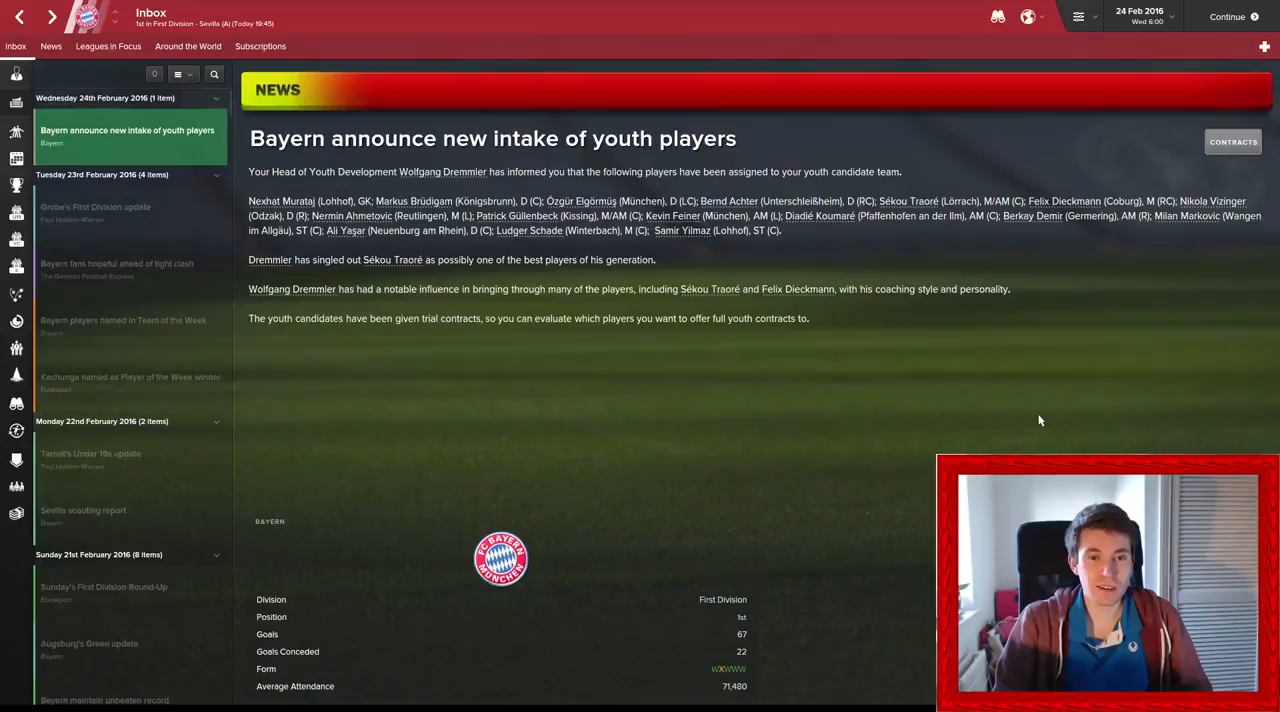 Inbox
1st in First Division - Sevilla (A) (Today 19:45)
24 Feb 2016
Wed 6:00
Continue
Inbox News Leagues in Focus Around the World Subscriptions
0
Wednesday 24th February 2016 (1 item)
Bayern announce new intake of youth players
Bayern
Tuesday 23rd February 2016 (4 items)
Grobe's First Division update
Paul Holden-Warren
Bayern fans hopeful ahead of tight clash
The German Football Express
Bayern players named in Team of the Week
Bayern
Kachunga named as Player of the Week winner
Eurosport
Monday 22nd February 2016 (2 items)
Tarnat's Under 19s update
Paul Holden-Warren
Sevilla scouting report
Bayern
Sunday 21st February 2016 (8 items)
Sunday's First Division Round-Up
Eurosport
Augsburg's Green update
Bayern
Bayern maintain unbeaten record
NEWS
Bayern announce new intake of youth players
CONTRACTS
Your Head of Youth Development Wolfgang Dremmler has informed you that the following players have been assigned to your youth candidate team.
Nexhat Murataj (Lohhof), GK; Markus Brüdigam (Königsbrunn), D (C); Özgür Elgörmüş (München), D (LC); Bernd Achter (Unterschleißheim), D (RC); Sékou Traoré (Lörrach), M/AM (C); Felix Dieckmann (Coburg), M (RC); Nikola Vizinger
(Odzak), D (R); Nermin Ahmetovic (Reutlingen), M (L); Patrick Güllenbeck (Kissing), M/AM (C); Kevin Feiner (München), AM (L); Diadié Koumaré (Pfaffenhofen an der Ilm), AM (C); Berkay Demir (Germering), AM (R); Milan Markovic (Wangen
im Allgäu), ST (C); Ali Yaşar (Neuenburg am Rhein), D (C); Ludger Schade (Winterbach), M (C); Samir Yilmaz (Lohhof), ST (C).
Dremmler has singled out Sékou Traoré as possibly one of the best players of his generation.
Wolfgang Dremmler has had a notable influence in bringing through many of the players, including Sékou Traoré and Felix Dieckmann, with his coaching style and personality.
The youth candidates have been given trial contracts, so you can evaluate which players you want to offer full youth contracts to.
BAYERN
FC BAYERN MÜNCHEN
Division First Division
Position 1st
Goals 67
Goals Conceded 22
Form WXWWW
Average Attendance 71,480